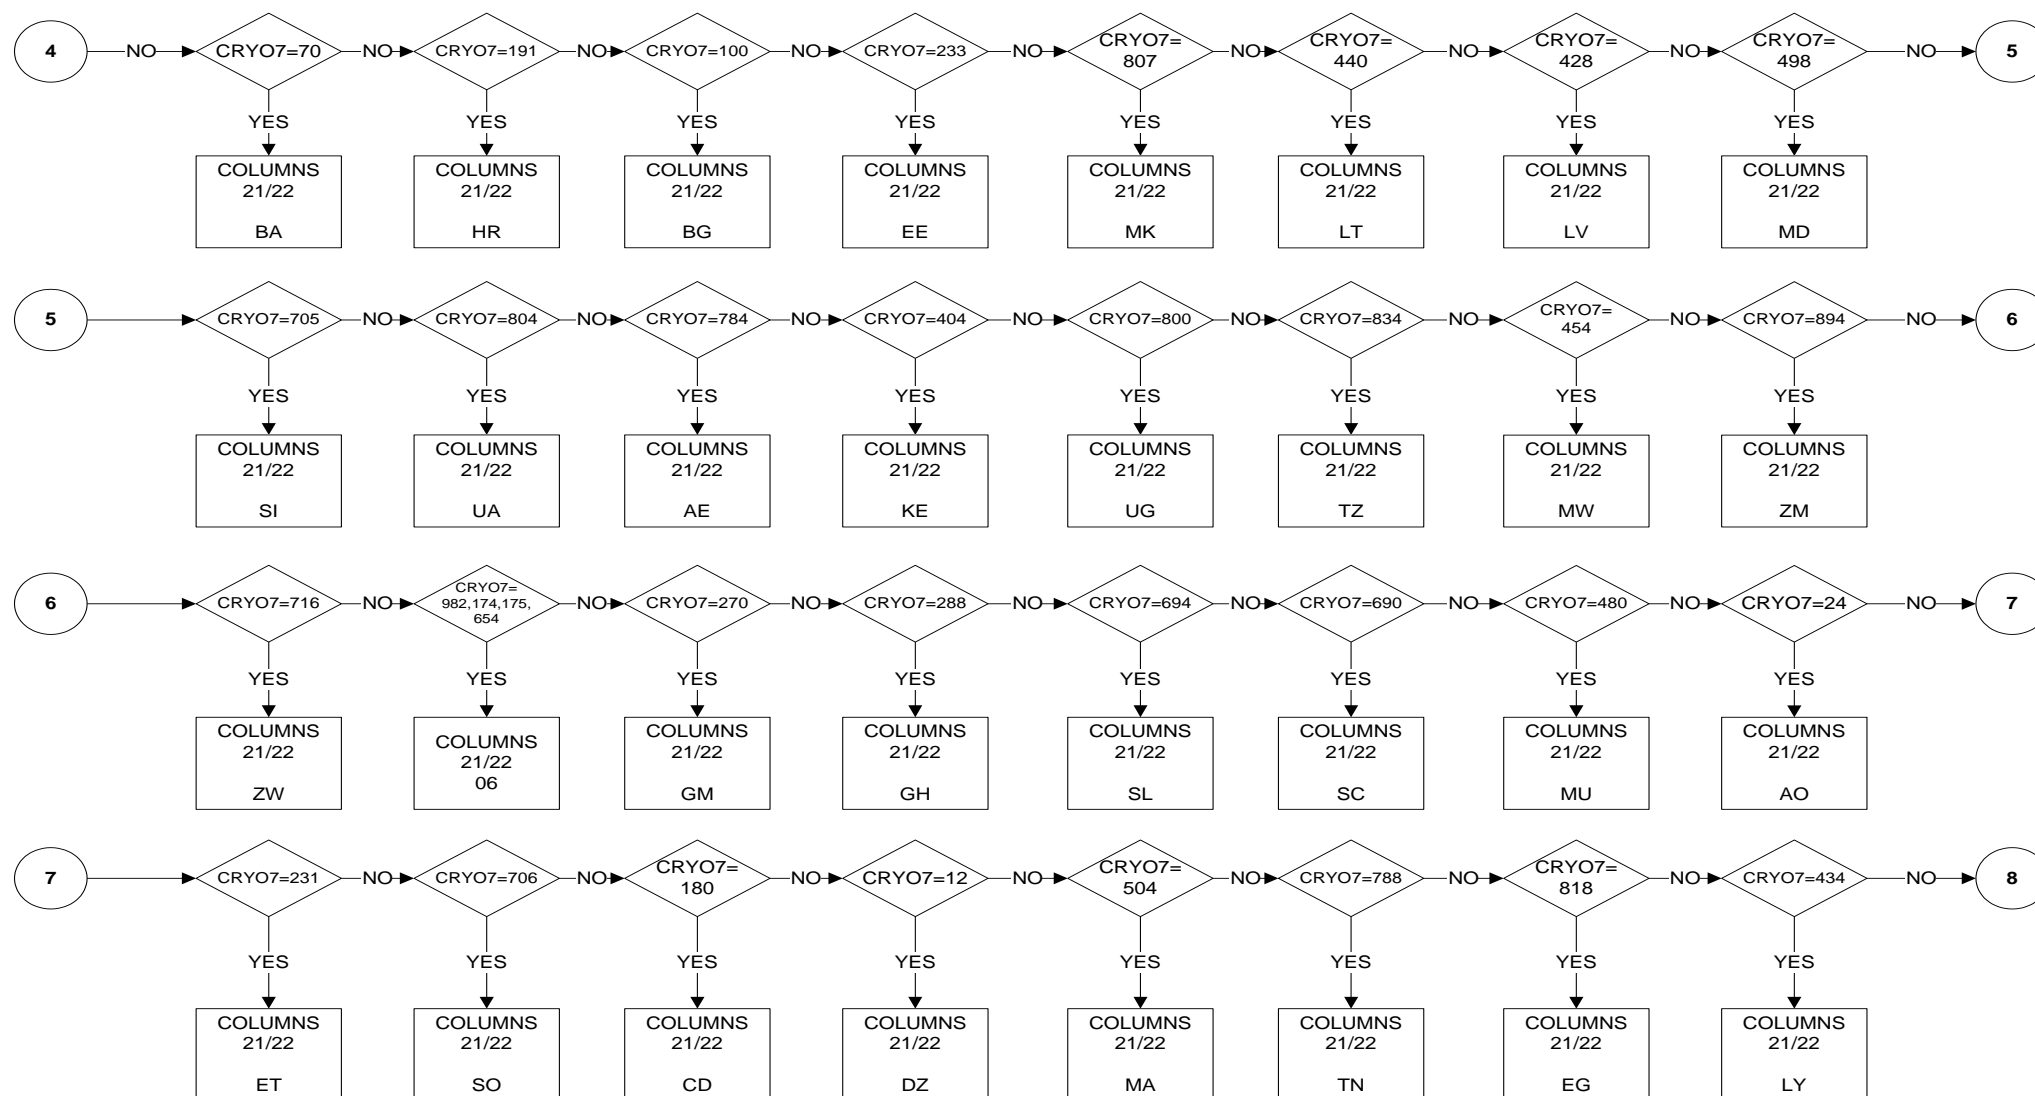 4 NO CRYO7=70 NO CRYO7=191 NO CRYO7=100 NO CRYO7=233 NO CRYO7= NO CRYO7= NO CRYO7= NO CRYO7= NO 5
807 440 428 498
YES YES YES YES YES YES YES YES
COLUMNS COLUMNS COLUMNS COLUMNS COLUMNS COLUMNS COLUMNS COLUMNS
21/22 21/22 21/22 21/22 21/22 21/22 21/22 21/22
BA HR BG EE MK LT LV MD
5 CRYO7=705 NO CRYO7=804 NO CRYO7=784 NO CRYO7=404 NO CRYO7=800 NO CRYO7=834 NO CRYO7= NO CRYO7=894 NO 6
454
YES YES YES YES YES YES YES YES
COLUMNS COLUMNS COLUMNS COLUMNS COLUMNS COLUMNS COLUMNS COLUMNS
21/22 21/22 21/22 21/22 21/22 21/22 21/22 21/22
SI UA AE KE UG TZ MW ZM
6 CRYO7=716 NO CRYO7= NO CRYO7=270 NO CRYO7=288 NO CRYO7=694 NO CRYO7=690 NO CRYO7=480 NO CRYO7=24 NO 7
982,174,175,
654
YES YES YES YES YES YES YES YES
COLUMNS COLUMNS COLUMNS COLUMNS COLUMNS COLUMNS COLUMNS COLUMNS
21/22 21/22 21/22 21/22 21/22 21/22 21/22 21/22
ZW 06 GM GH SL SC MU AO
7 CRYO7=231 NO CRYO7=706 NO CRYO7= NO CRYO7=12 NO CRYO7= NO CRYO7=788 NO CRYO7= NO CRYO7=434 NO 8
180 504 818
YES YES YES YES YES YES YES YES
COLUMNS COLUMNS COLUMNS COLUMNS COLUMNS COLUMNS COLUMNS COLUMNS
21/22 21/22 21/22 21/22 21/22 21/22 21/22 21/22
ET SO CD DZ MA TN EG LY